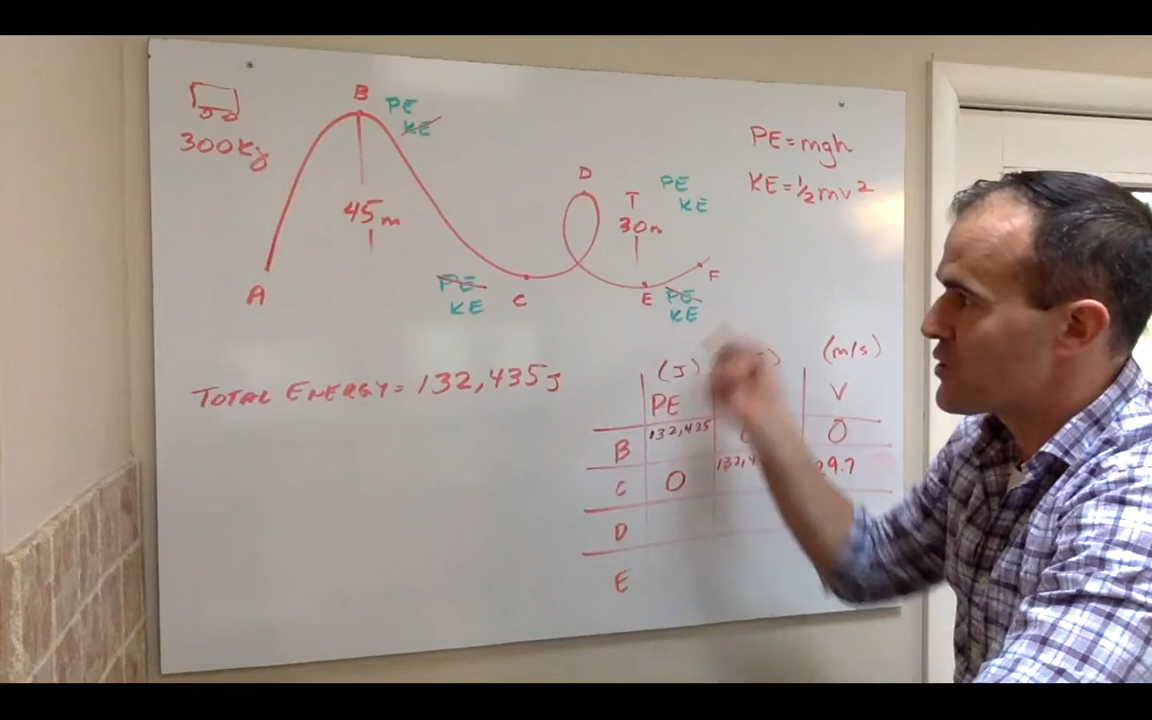 B
PE
KE
300Kg
45m
A
PE
KE
C
D
T
30m
PE
KE
E
PE
KE
F
PE=mgh
KE=½mv²
TOTAL ENERGY = 132,435J
(J) (m/s)
PE V
B 132,435 0
C 0 29.7
D
E